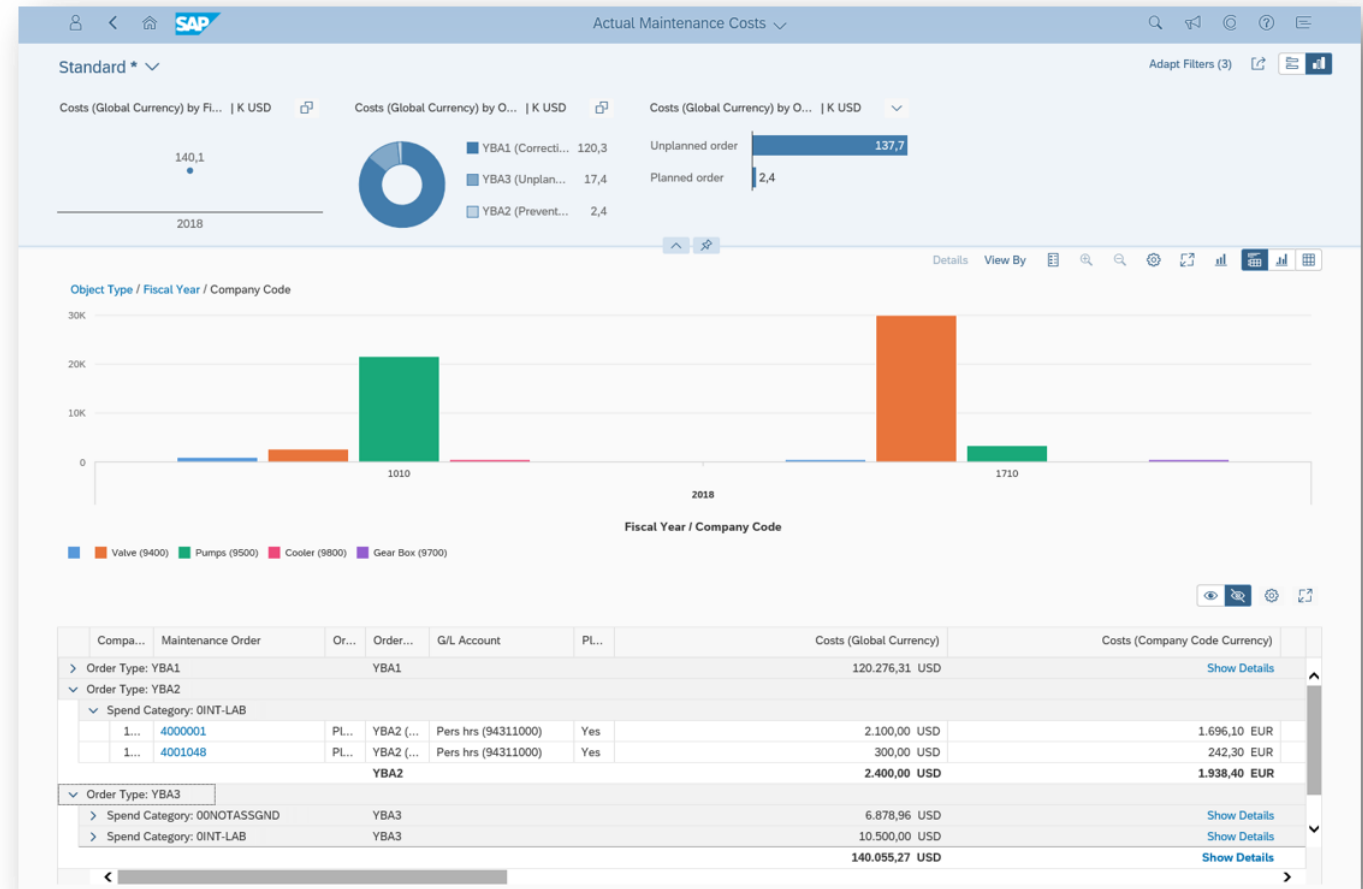 SAP
Actual Maintenance Costs
Standard *
Adapt Filters (3)
Costs (Global Currency) by Fi... | K USD
Costs (Global Currency) by O... | K USD
Costs (Global Currency) by O... | K USD
140,1
2018
YBA1 (Correcti... 120,3
YBA3 (Unplan... 17,4
YBA2 (Prevent... 2,4
Unplanned order 137,7
Planned order 2,4
Details View By
Object Type / Fiscal Year / Company Code
30K
20K
10K
0
1010 1710
2018
Fiscal Year / Company Code
Valve (9400) Pumps (9500) Cooler (9800) Gear Box (9700)
Compa... Maintenance Order Or... Order... G/L Account Pl... Costs (Global Currency) Costs (Company Code Currency)
Order Type: YBA1 YBA1 120.276,31 USD Show Details
Order Type: YBA2
Spend Category: 0INT-LAB
1... 4000001 Pl... YBA2 (... Pers hrs (94311000) Yes 2.100,00 USD 1.696,10 EUR
1... 4001048 Pl... YBA2 (... Pers hrs (94311000) Yes 300,00 USD 242,30 EUR
YBA2 2.400,00 USD 1.938,40 EUR
Order Type: YBA3
Spend Category: 00NOTASSGND YBA3 6.878,96 USD Show Details
Spend Category: 0INT-LAB YBA3 10.500,00 USD Show Details
140.055,27 USD Show Details